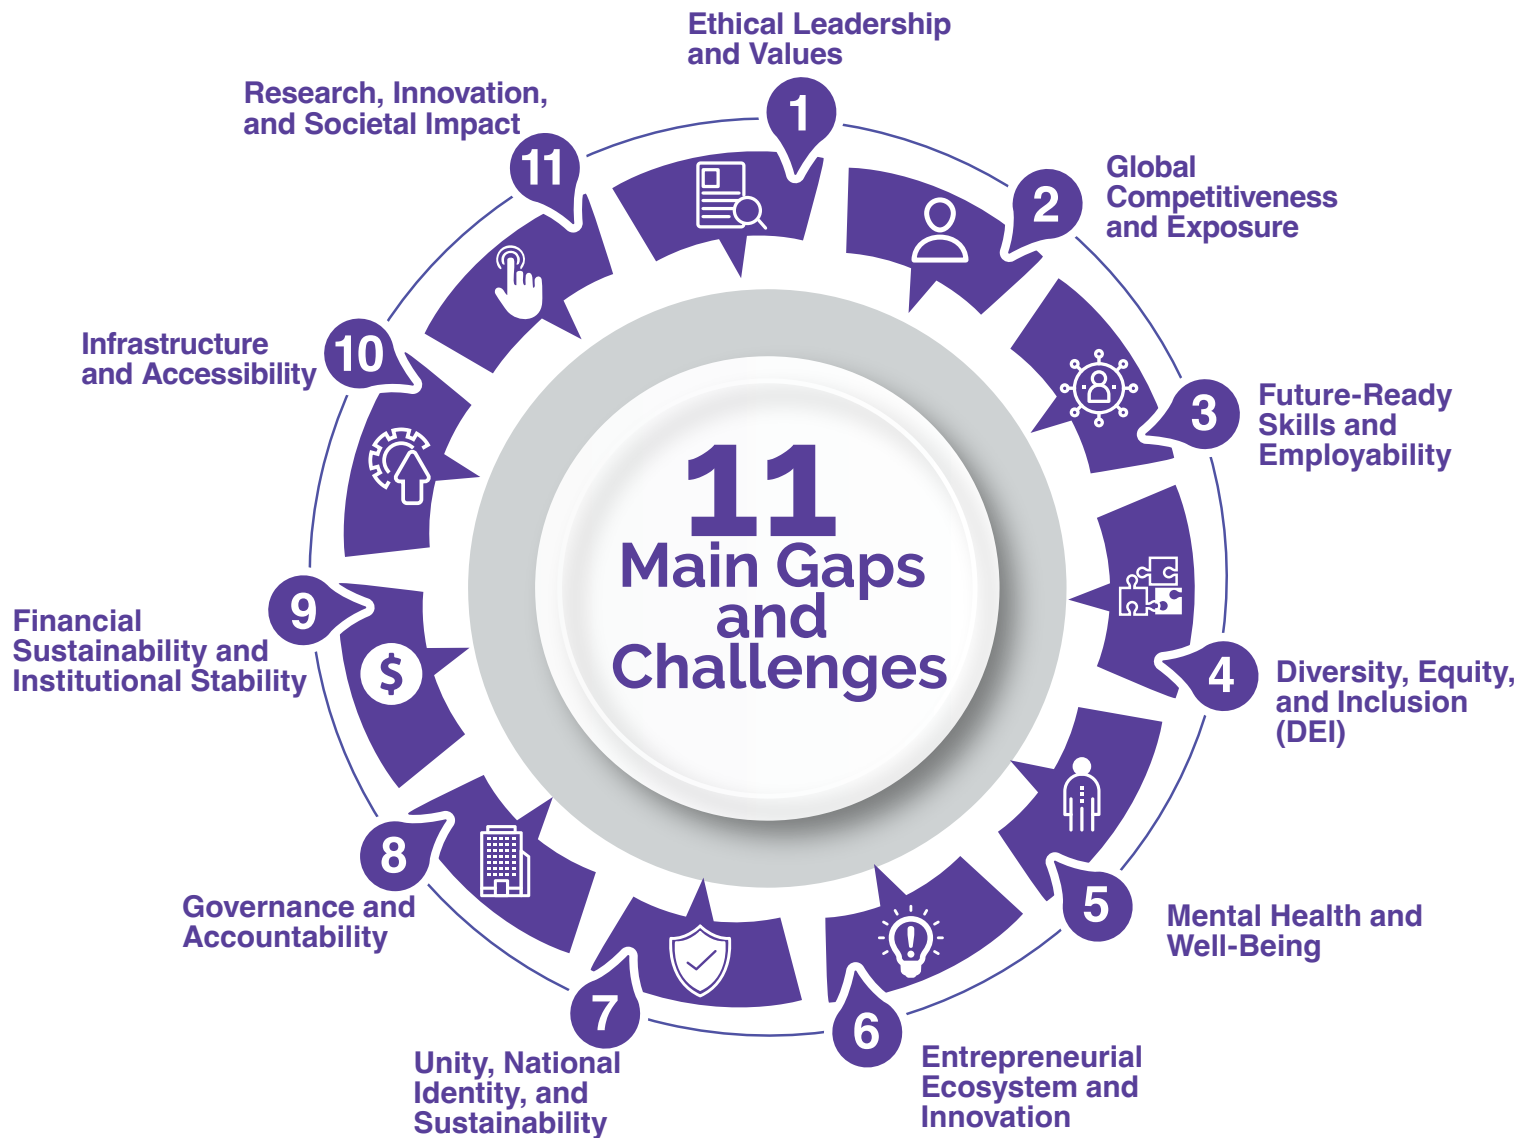 11
Main Gaps
and
Challenges
1
Ethical Leadership
and Values
2
Global
Competitiveness
and Exposure
3
Future-Ready
Skills and
Employability
4
Diversity, Equity,
and Inclusion
(DEI)
5
Mental Health and
Well-Being
6
Entrepreneurial
Ecosystem and
Innovation
7
Unity, National
Identity, and
Sustainability
8
Governance and
Accountability
9
Financial
Sustainability and
Institutional Stability
$
10
Infrastructure
and Accessibility
11
Research, Innovation,
and Societal Impact